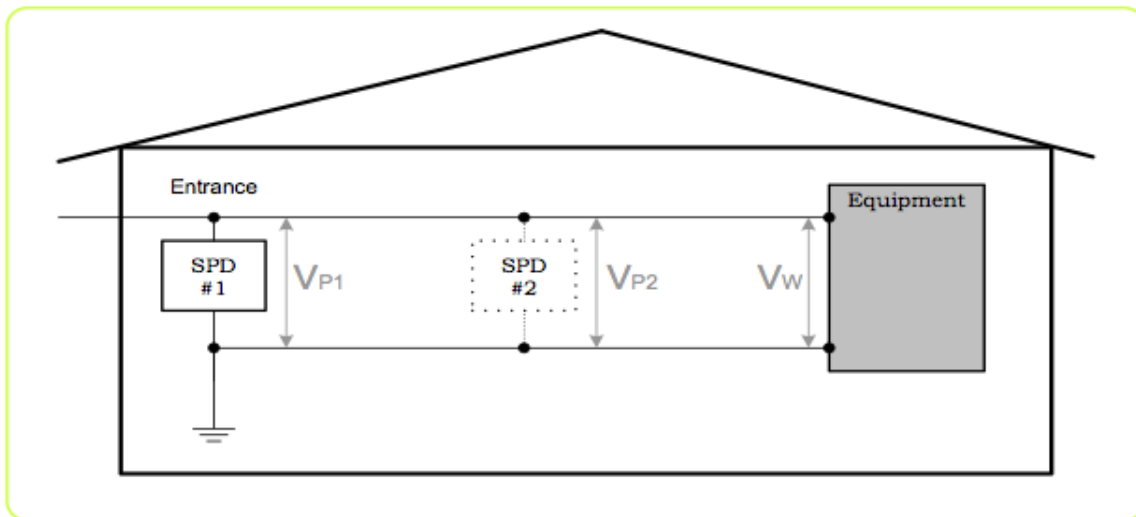 Entrance
Equipment
SPD
#1
VP1
SPD
#2
VP2
VW